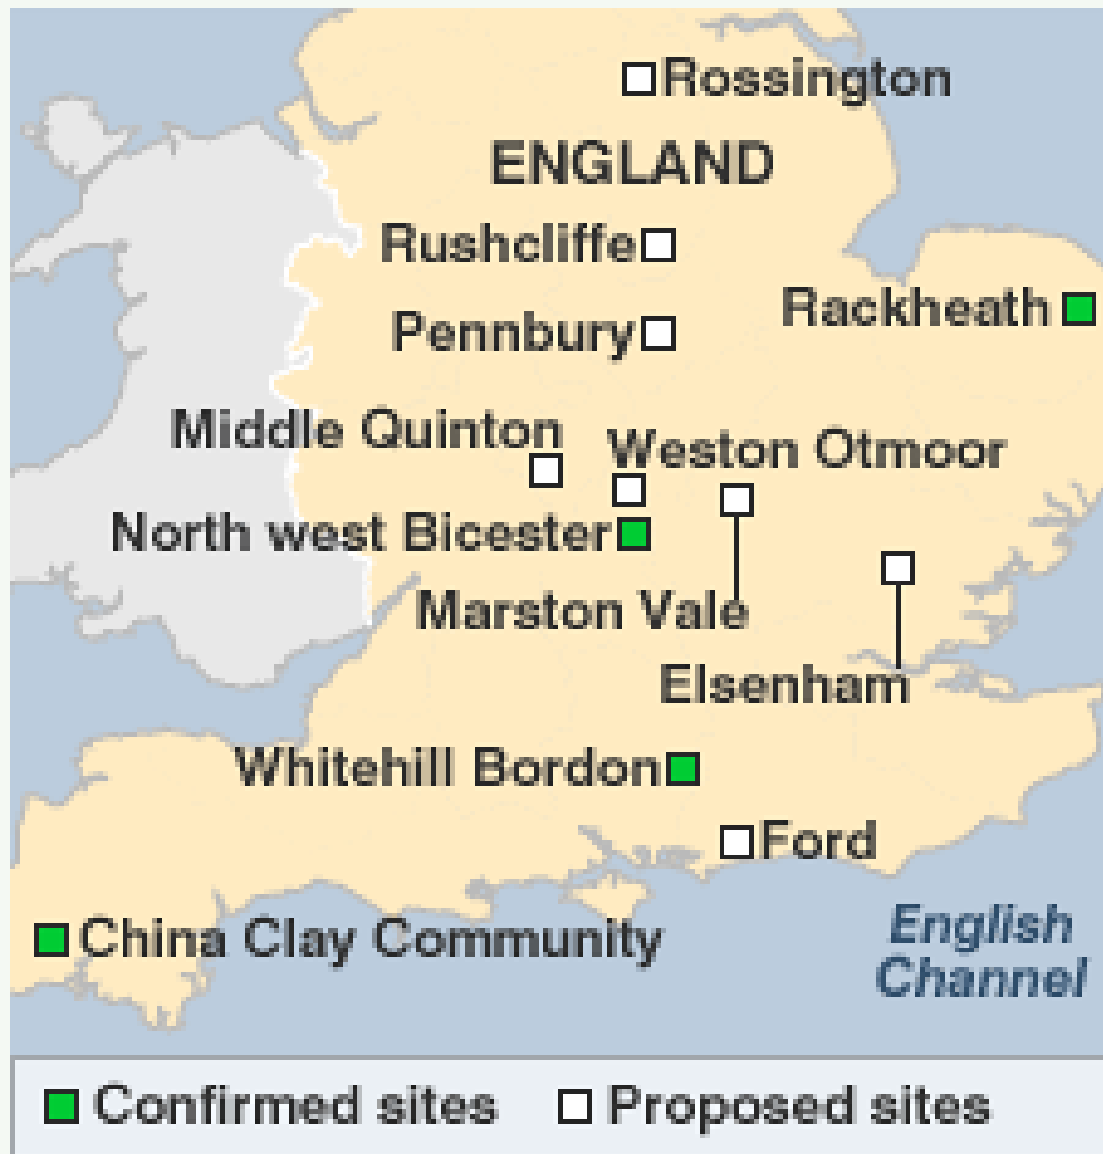 Rossington
ENGLAND
Rushcliffe
Rackheath
Pennbury
Middle Quinton
Weston Otmoor
North west Bicester
Marston Vale
Elsenham
Whitehill Bordon
Ford
English
Channel
China Clay Community
Confirmed sites
Proposed sites